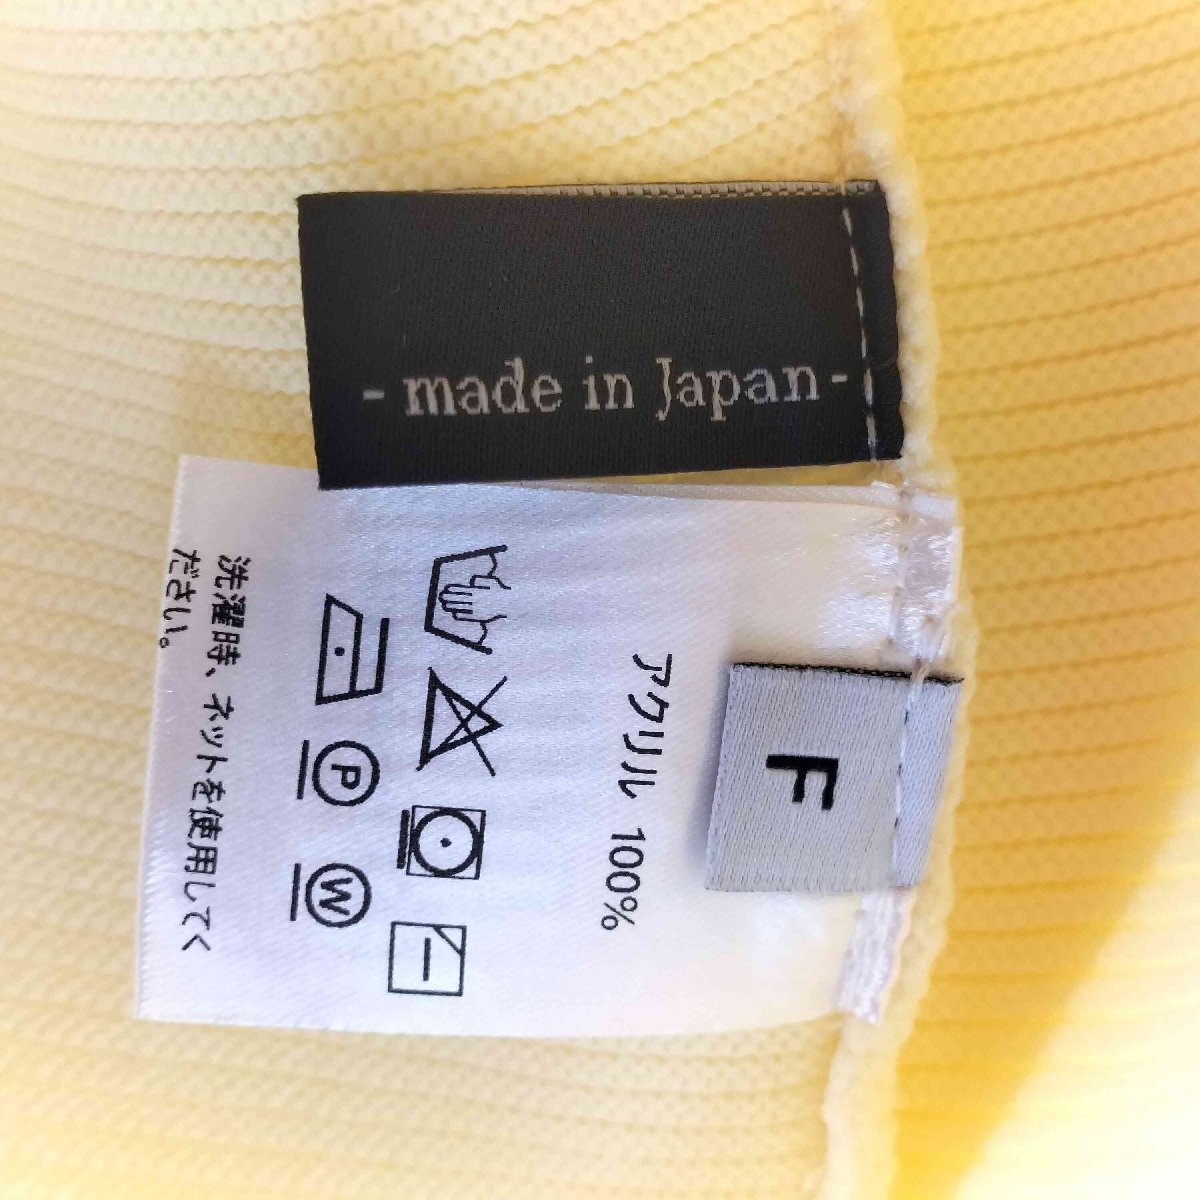 - made in Japan -
F
アクリル 100%
P
W
洗濯時、ネットを使用してく
ださい。